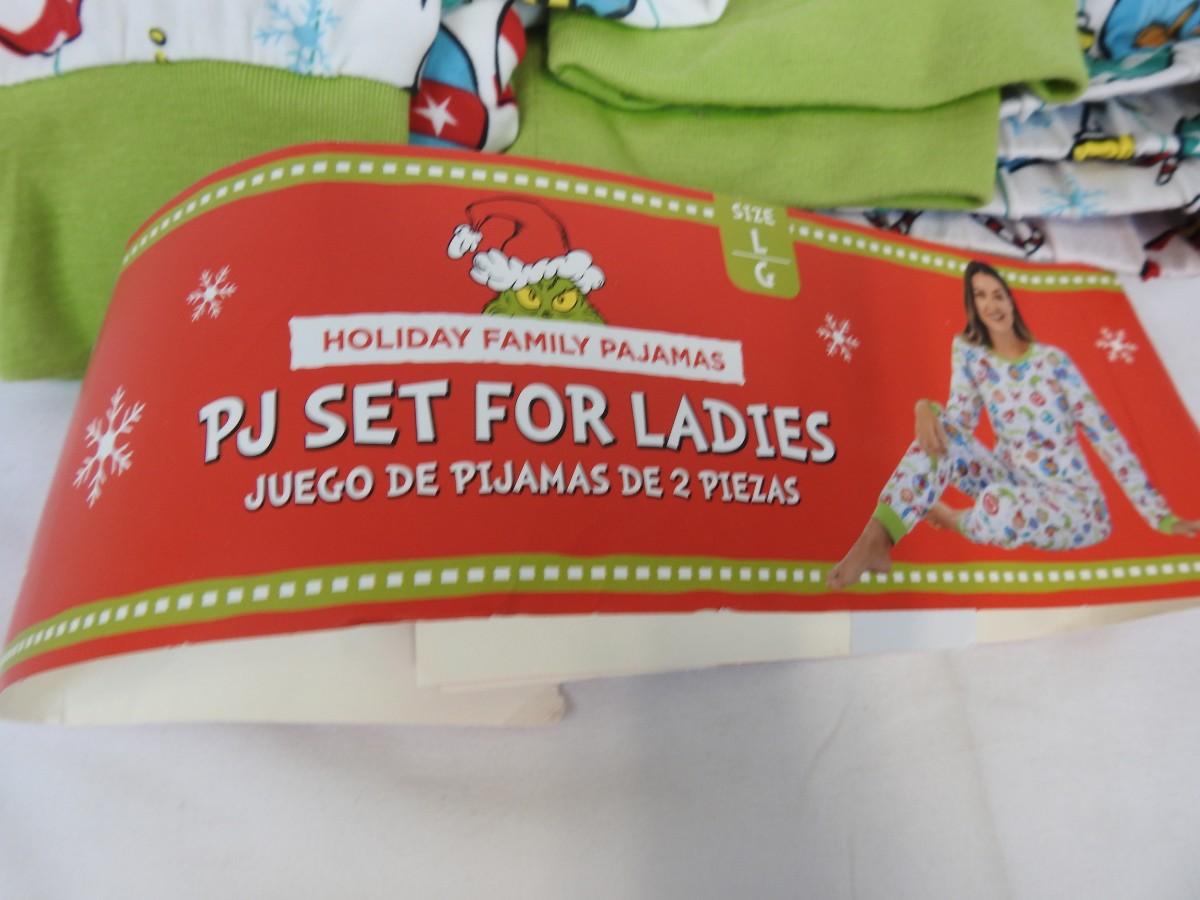 SIZE
L
G
HOLIDAY FAMILY PAJAMAS
PJ SET FOR LADIES
JUEGO DE PIJAMAS DE 2 PIEZAS